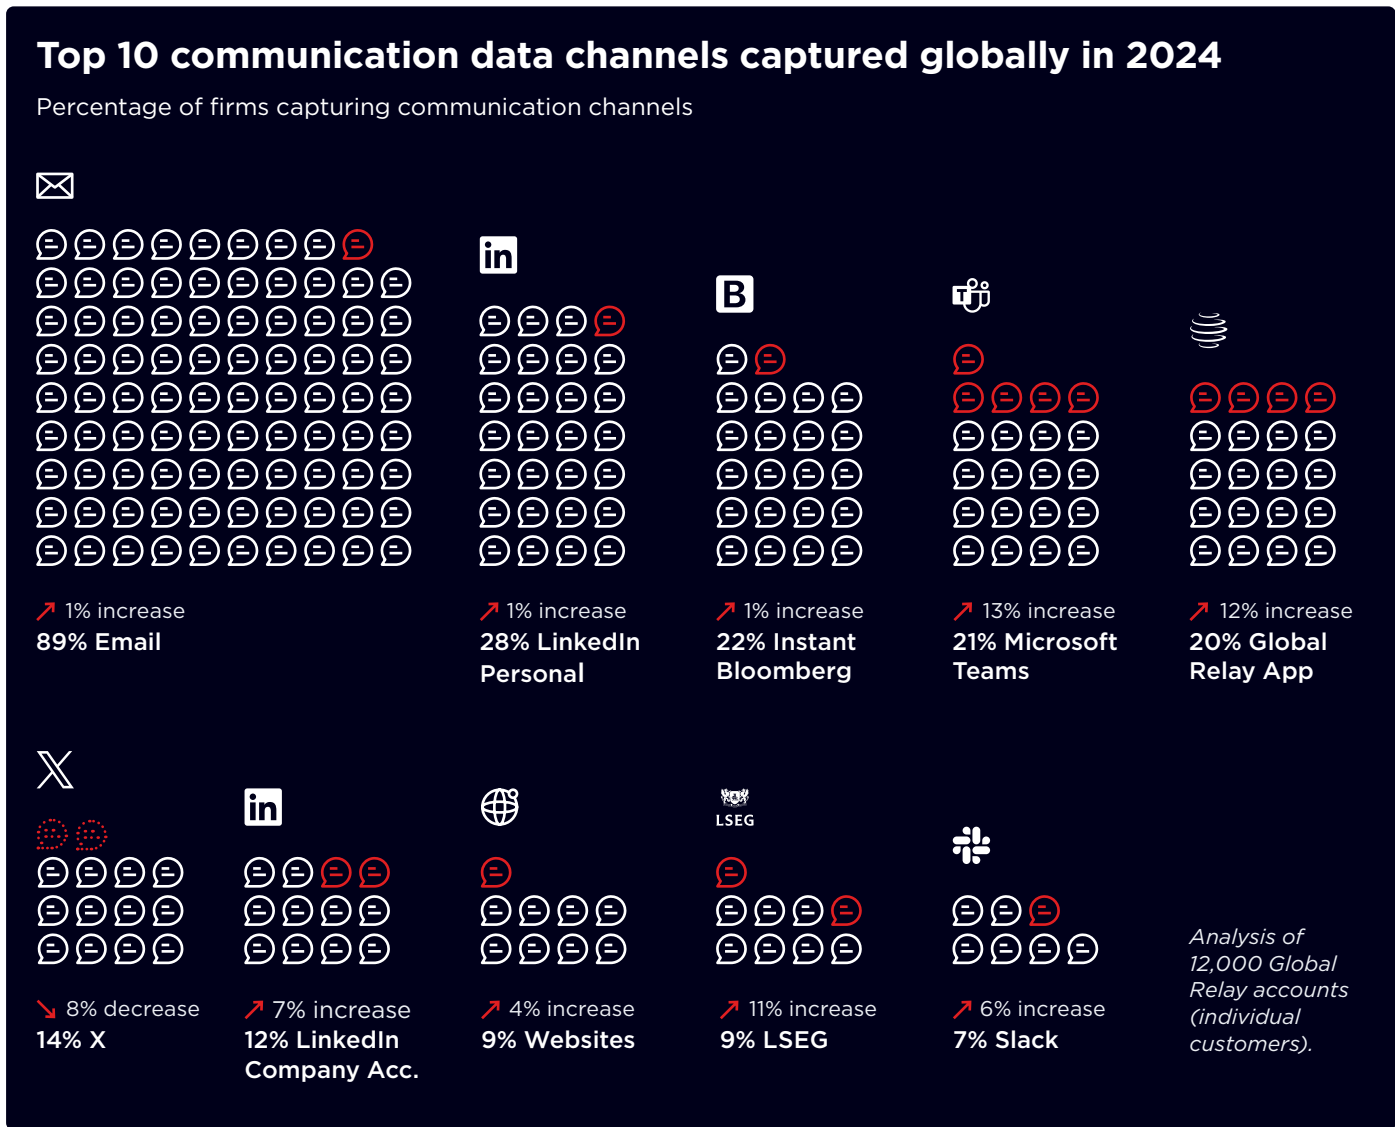 Top 10 communication data channels captured globally in 2024
Percentage of firms capturing communication channels
in
B
T
1% increase
89% Email
1% increase
28% LinkedIn
Personal
1% increase
22% Instant
Bloomberg
13% increase
21% Microsoft
Teams
12% increase
20% Global
Relay App
X
in
LSEG
8% decrease
14% X
7% increase
12% LinkedIn
Company Acc.
4% increase
9% Websites
11% increase
9% LSEG
6% increase
7% Slack
Analysis of
12,000 Global
Relay accounts
(individual
customers).